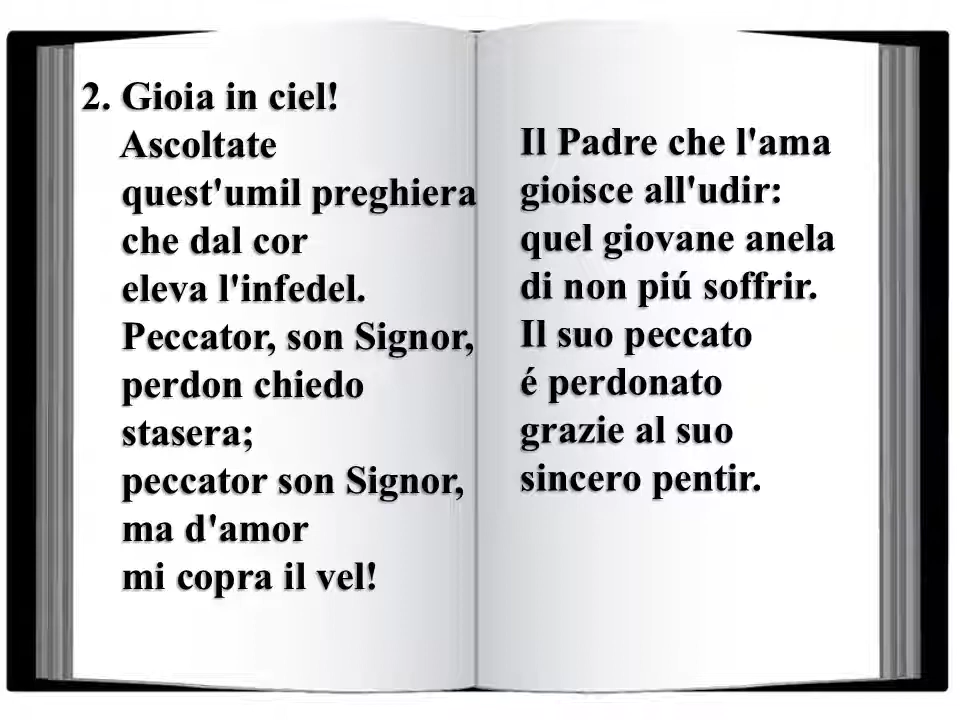 2. Gioia in ciel!
Ascoltate
quest'umil preghiera
che dal cor
eleva l'infedel.
Peccator, son Signor,
perdon chiedo
stasera;
peccator son Signor,
ma d'amor
mi copra il vel!
Il Padre che l'ama
gioisce all'udir:
quel giovane anela
di non piú soffrir.
Il suo peccato
é perdonato
grazie al suo
sincero pentir.